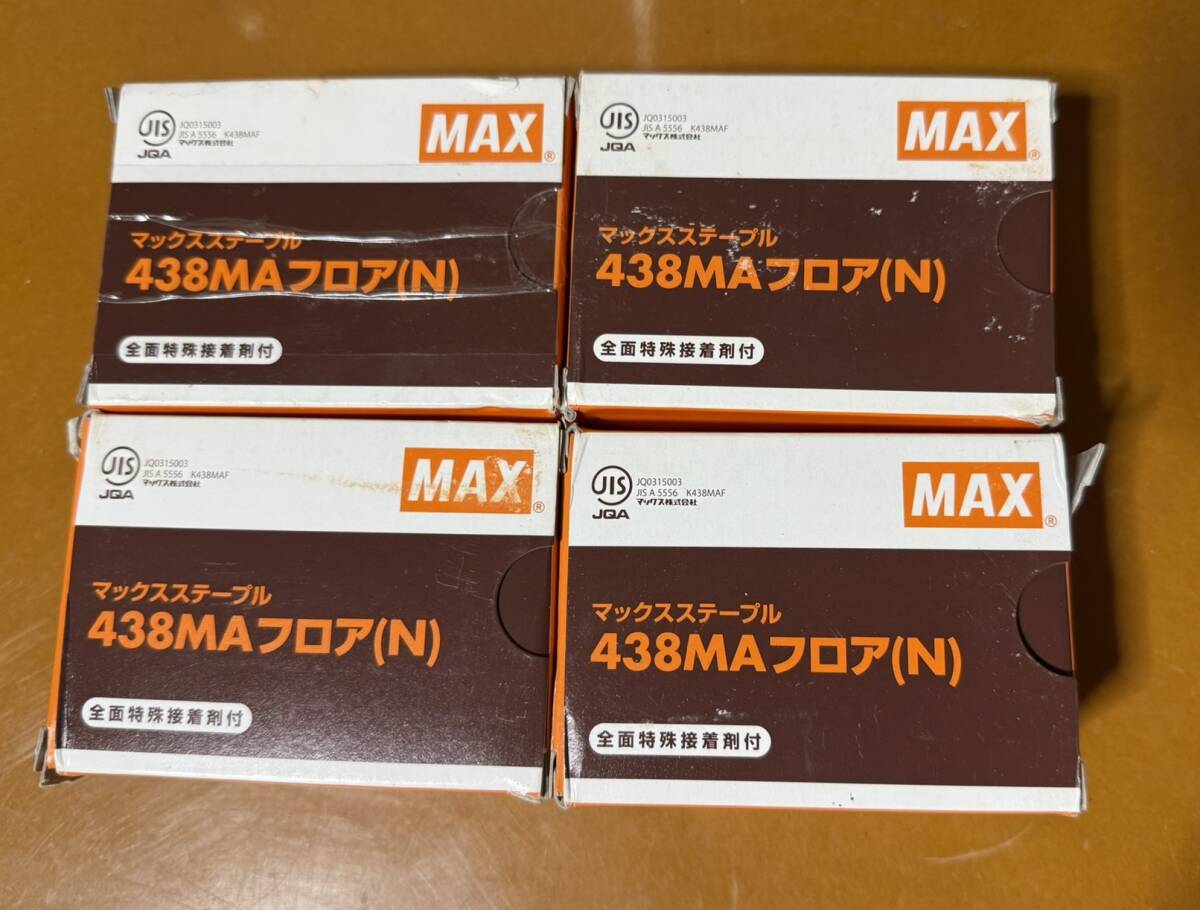 JIS
JQA
JQ0315003
JIS A 5556 K438MAF
マックス株式会社
MAX®
マックスステープル
438MAフロア(N)
全面特殊接着剤付
JIS
JQA
JQ0315003
JIS A 5556 K438MAF
マックス株式会社
MAX®
マックスステープル
438MAフロア(N)
全面特殊接着剤付
JIS
JQA
JQ0315003
JIS A 5556 K438MAF
マックス株式会社
MAX®
マックスステープル
438MAフロア(N)
全面特殊接着剤付
JIS
JQA
JQ0315003
JIS A 5556 K438MAF
マックス株式会社
MAX®
マックスステープル
438MAフロア(N)
全面特殊接着剤付